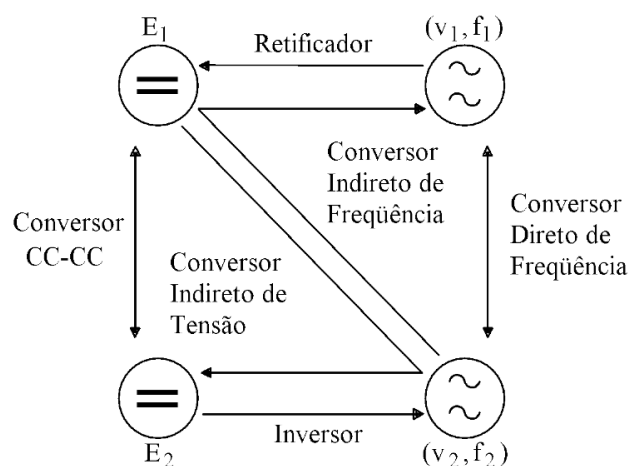 E1
(v1,f1)
Retificador
Conversor
Indireto de
Freqüência
Conversor
CC-CC
Conversor
Direto de
Freqüência
Conversor
Indireto de
Tensão
Inversor
E2
(v2,f2)